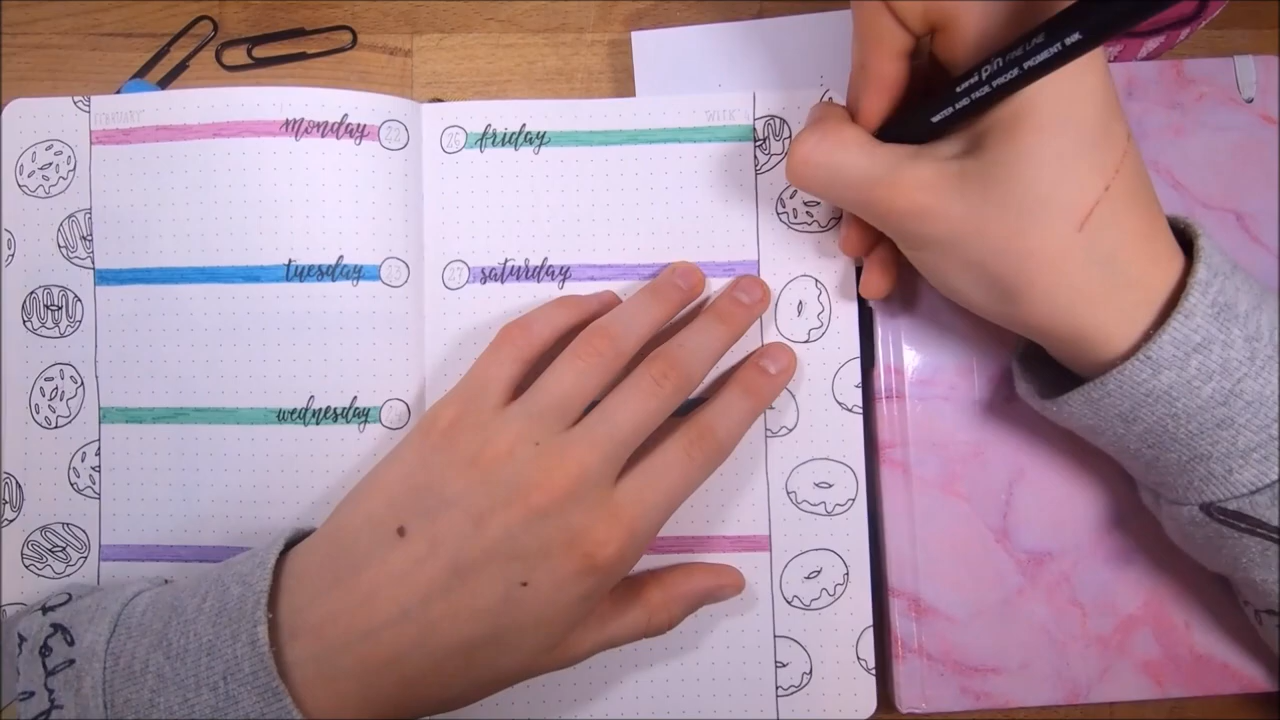 FEBRUARY
monday 22
tuesday 23
wednesday 24
26 friday
WEEK
27 saturday
uni pin FINE LINE
WATER AND FADE PROOF, PIGMENT INK